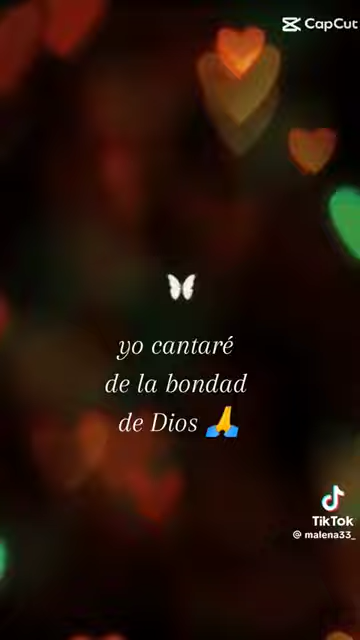 CapCut
yo cantaré
de la bondad
de Dios 🙏
TikTok
@ malena33_